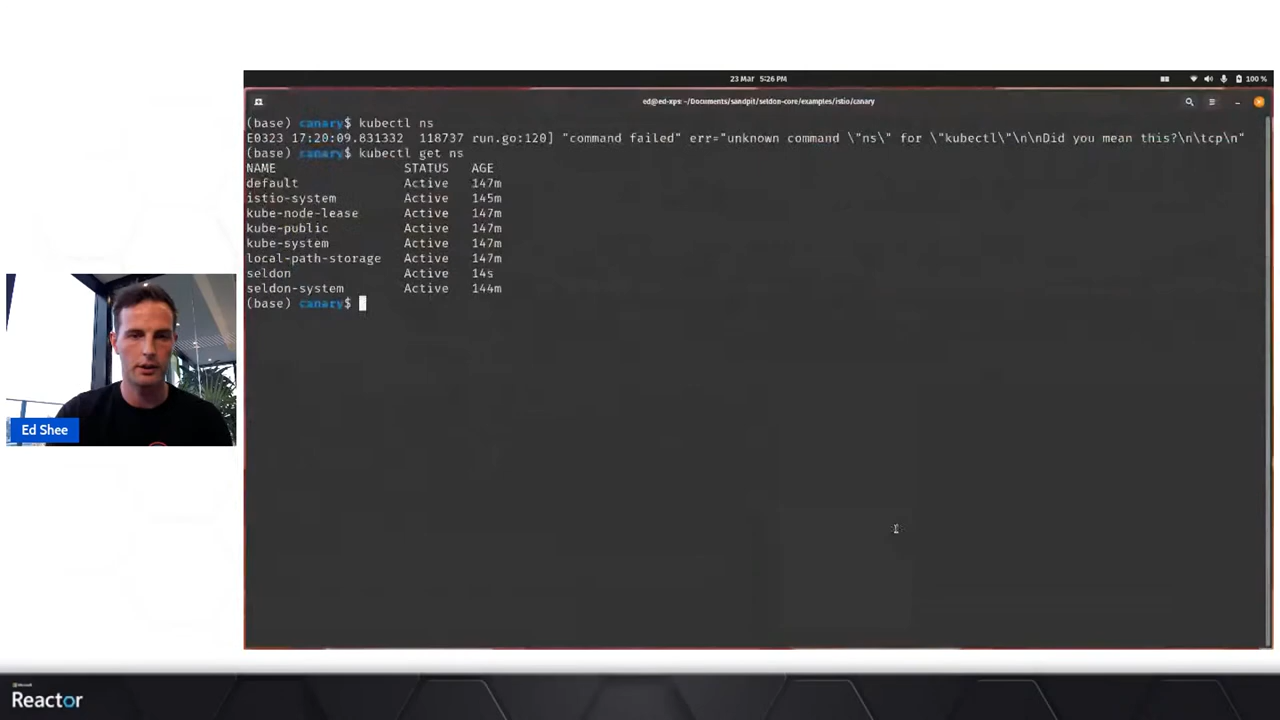 23 Mar 5:26 PM
100 %
ed@ed-xps: ~/Documents/sandpit/seldon-core/examples/istio/canary
(base) canary$ kubectl ns
E0323 17:20:09.831332 118737 run.go:120] "command failed" err="unknown command \"ns\" for \"kubectl\"\n\nDid you mean this?\n\tcp\n"
(base) canary$ kubectl get ns
NAME STATUS AGE
default Active 147m
istio-system Active 145m
kube-node-lease Active 147m
kube-public Active 147m
kube-system Active 147m
local-path-storage Active 147m
seldon Active 14s
seldon-system Active 144m
(base) canary$
Ed Shee
Microsoft
Reactor